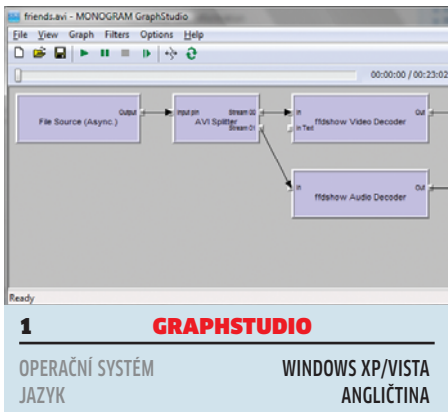 friends.avi - MONOGRAM GraphStudio
File View Graph Filters Options Help
00:00:00 / 00:23:02
Output
File Source (Async.)
Input pin
Stream 00
AVI Splitter
Stream 01
In
Out
ffdshow Video Decoder
In Text
In
Out
ffdshow Audio Decoder
Ready
1 GRAPHSTUDIO
OPERAČNÍ SYSTÉM WINDOWS XP/VISTA
JAZYK ANGLIČTINA